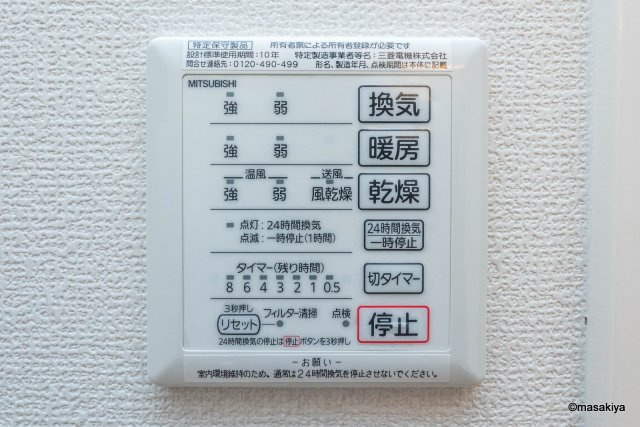 特定保守製品 所有者票による所有者登録が必要です
設計標準使用期間:10年 特定製造事業者等名:三菱電機株式会社
問合せ連絡先:0120-490-499 形名、製造年月、点検期間は本体に記載
MITSUBISHI
強 弱 換気
強 弱 暖房
温風 送風
強 弱 風乾燥 乾燥
点灯:24時間換気
点滅:一時停止(1時間)
24時間換気
一時停止
タイマー(残り時間)
8 6 4 3 2 1 0.5
切タイマー
3秒押し
リセット フィルター清掃 点検
停止
24時間換気の停止は停止ボタンを3秒押し
-お願い-
室内環境維持のため、通常は24時間換気を停止させないでください。
©masakiya